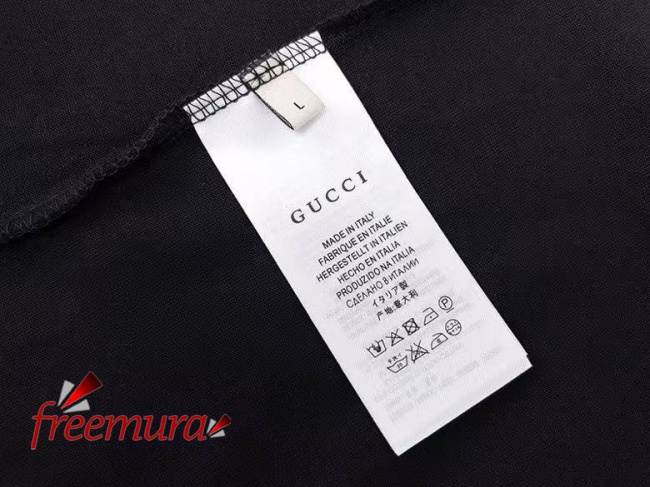 L
GUCCI
MADE IN ITALY
FABRIQUE EN ITALIE
HERGESTELLT IN ITALIEN
HECHO EN ITALIA
PRODUZIDO NA ITALIA
СДЕЛАНО В ИТАЛИИ
イタリア製
产地:意大利
freemura